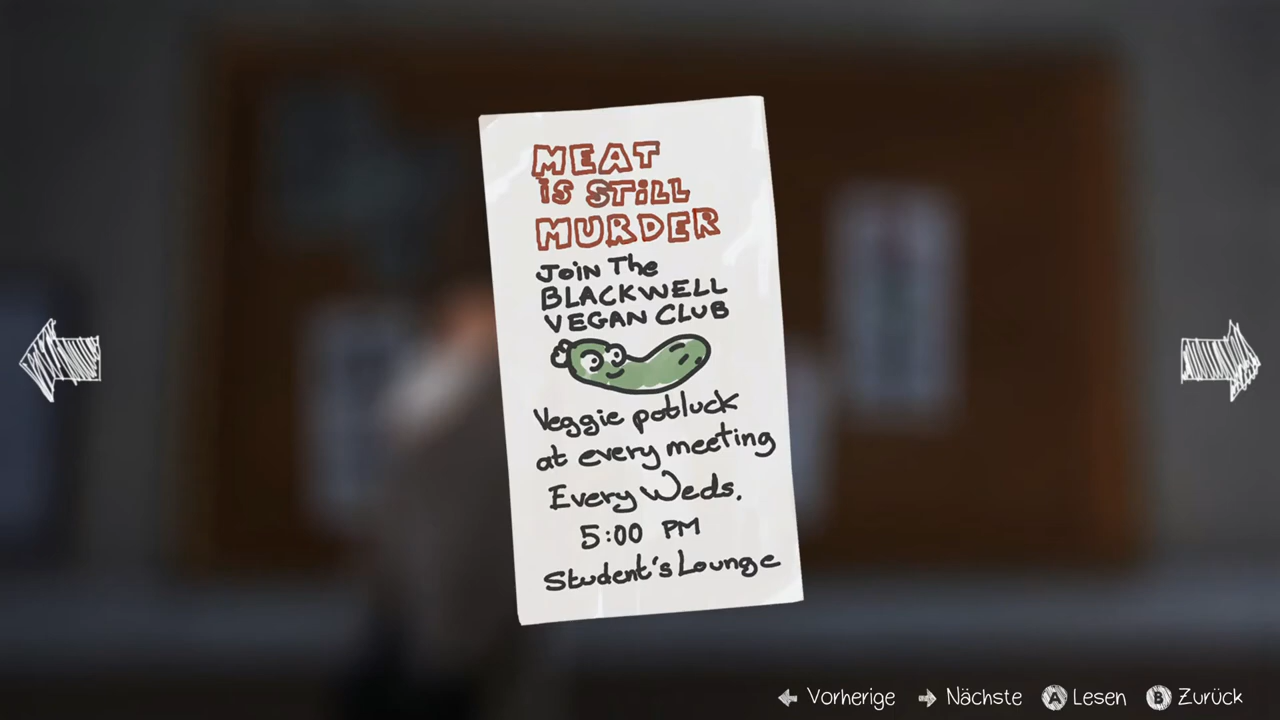 MEAT
iS STiLL
MURDER
JoiN The
BLACKWELL
VEGAN CLUB
Veggie potluck
at every meeting
Every Weds.
5:00 PM
Student's Lounge
Vorherige
Nächste
A Lesen
B Zurück